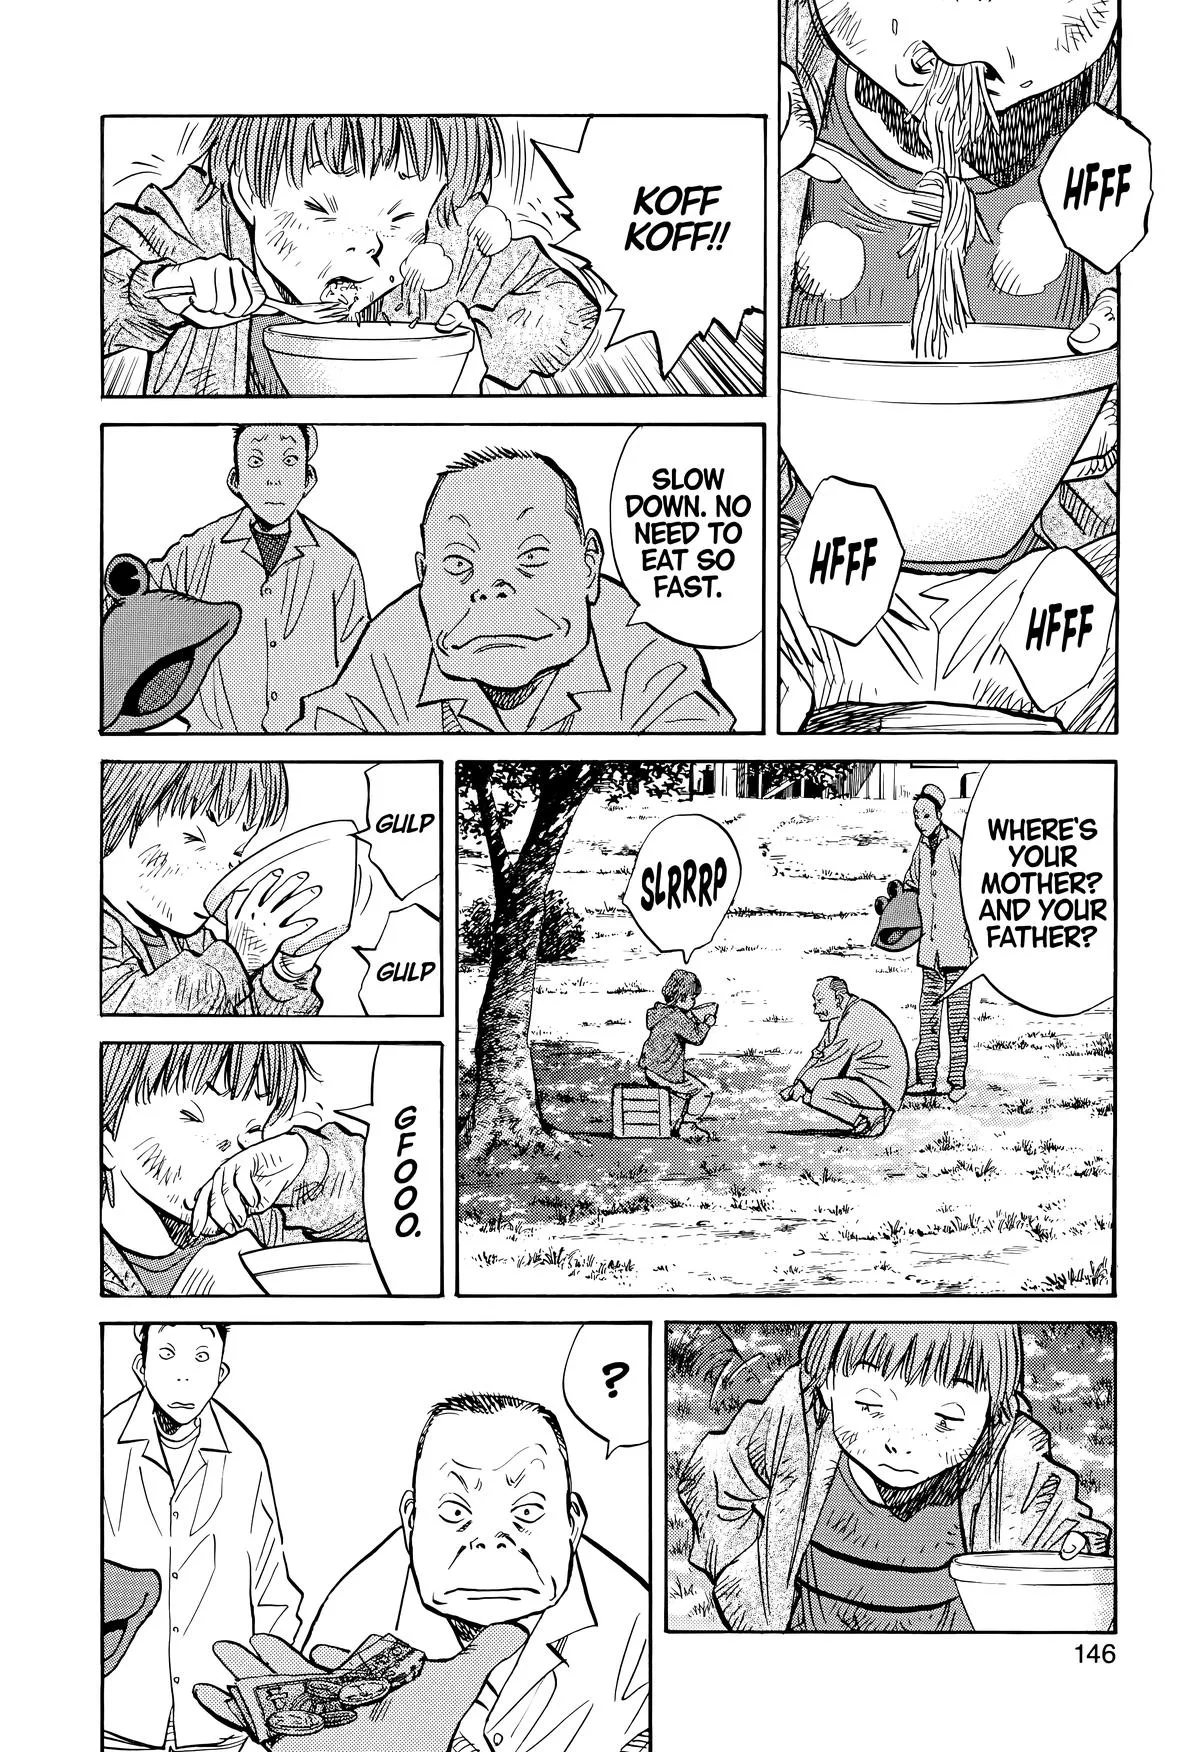 HFFF
HFFF
HFFF
KOFF
KOFF!!
SLOW
DOWN. NO
NEED TO
EAT SO
FAST.
WHERE'S
YOUR
MOTHER?
AND YOUR
FATHER?
SLRRRP
GULP
GULP
GFOOO.
?
146